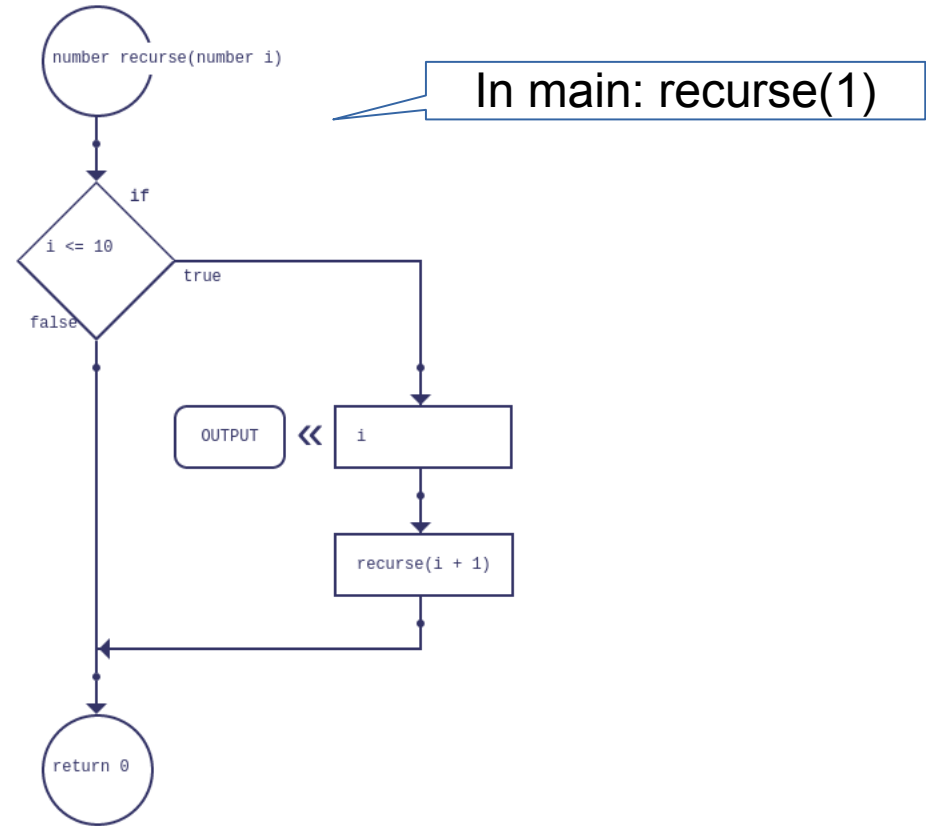 number recurse(number i)
In main: recurse(1)
if
i <= 10
true
false
OUTPUT
i
recurse(i + 1)
return 0